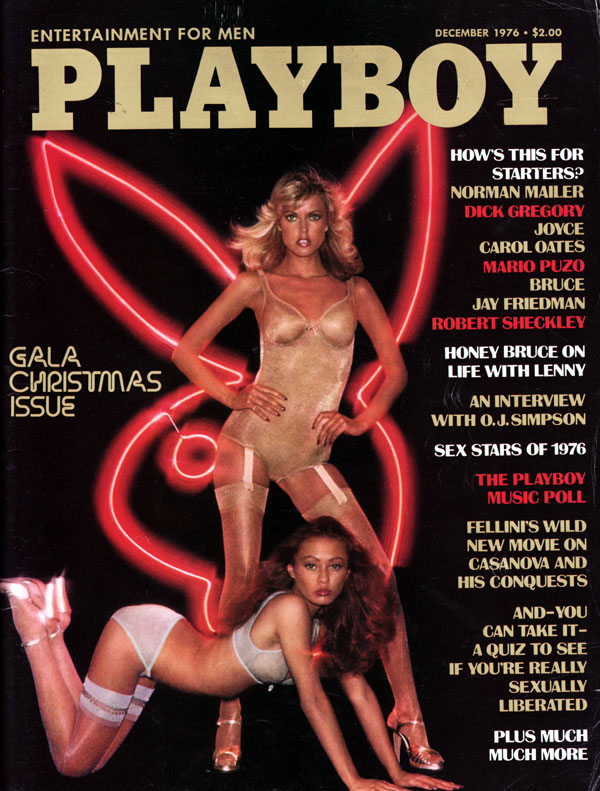 ENTERTAINMENT FOR MEN
DECEMBER 1976 • $2.00
PLAYBOY
GALA
CHRISTMAS
ISSUE
HOW'S THIS FOR
STARTERS?
NORMAN MAILER
DICK GREGORY
JOYCE
CAROL OATES
MARIO PUZO
BRUCE
JAY FRIEDMAN
ROBERT SHECKLEY
HONEY BRUCE ON
LIFE WITH LENNY
AN INTERVIEW
WITH O.J. SIMPSON
SEX STARS OF 1976
THE PLAYBOY
MUSIC POLL
FELLINI'S WILD
NEW MOVIE ON
CASANOVA AND
HIS CONQUESTS
AND–YOU
CAN TAKE IT–
A QUIZ TO SEE
IF YOU'RE REALLY
SEXUALLY
LIBERATED
PLUS MUCH
MUCH MORE